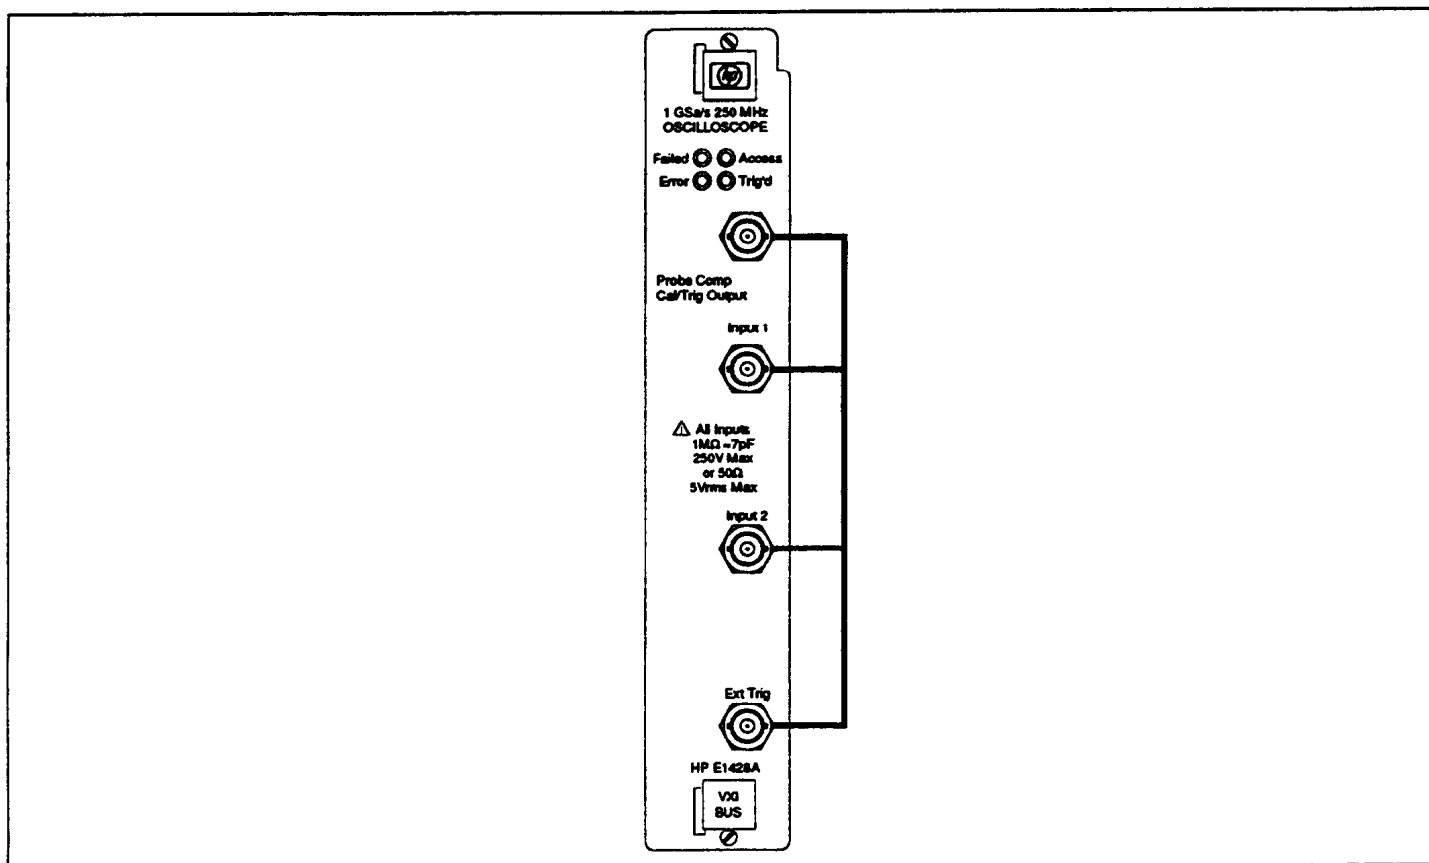 hp
1 GSa/s 250 MHz
OSCILLOSCOPE
Failed Access
Error Trig'd
Probe Comp
Cal/Trig Output
Input 1
All Inputs
1MΩ ≈7pF
250V Max
or 50Ω
5Vrms Max
Input 2
Ext Trig
HP E1428A
VXI
BUS